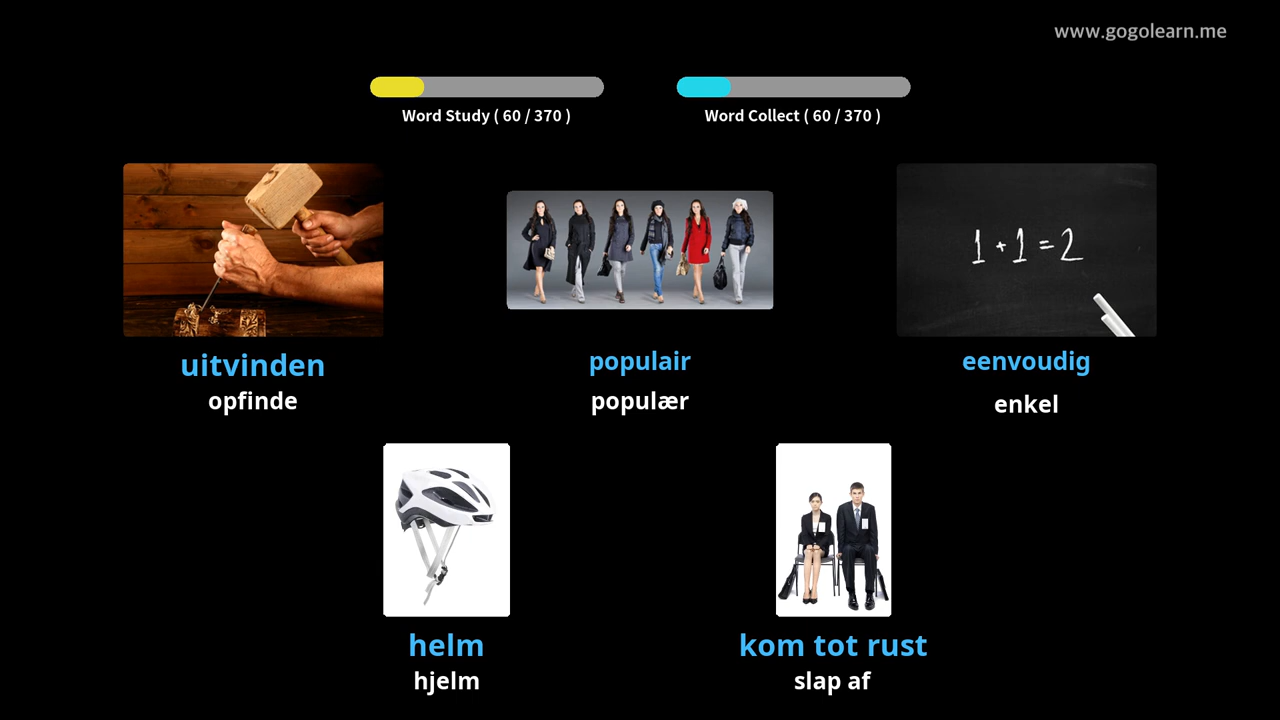 www.gogolearn.me
Word Study ( 60 / 370 )
Word Collect ( 60 / 370 )
1 + 1 = 2
uitvinden
opfinde
populair
populær
eenvoudig
enkel
helm
hjelm
kom tot rust
slap af